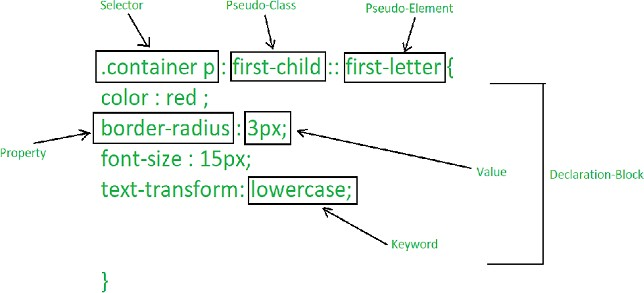 Selector Pseudo-Class Pseudo-Element
.container p : first-child :: first-letter {
color : red ;
border-radius : 3px;
Property
font-size : 15px;
Value
Declaration-Block
text-transform: lowercase;
Keyword
}